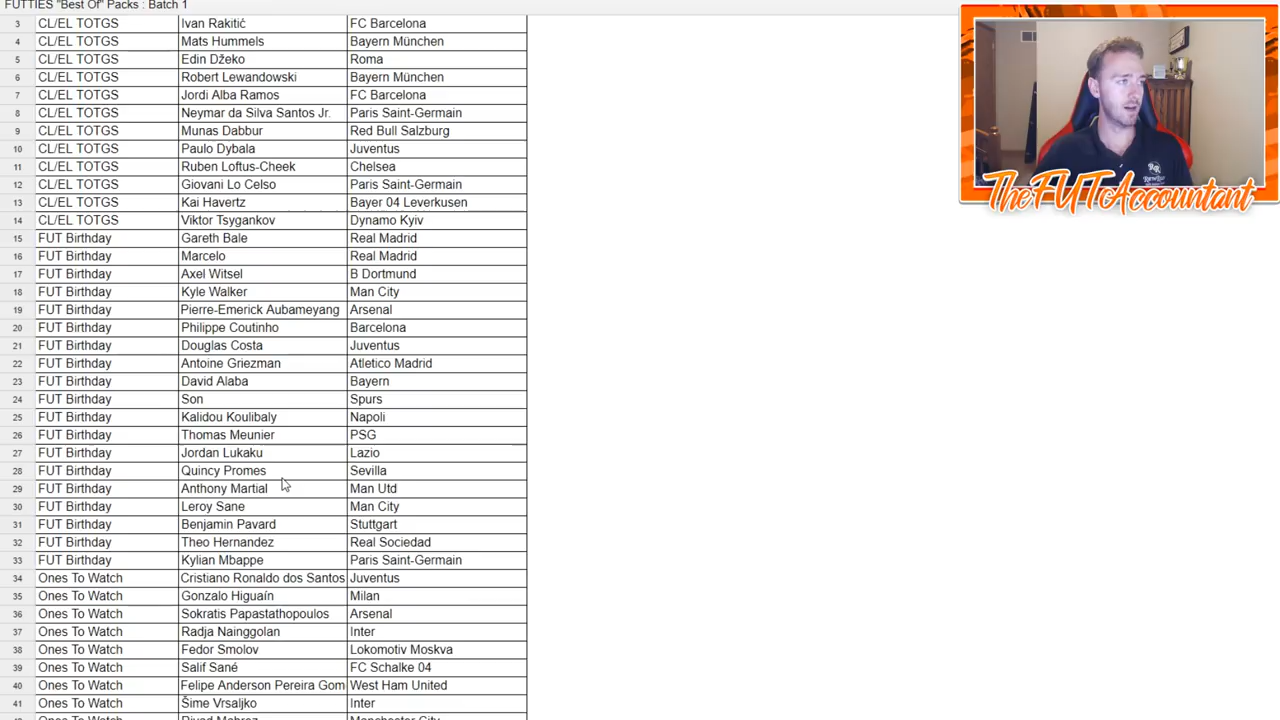 FUTTIES "Best Of" Packs : Batch 1
3 CL/EL TOTGS Ivan Rakitić FC Barcelona
4 CL/EL TOTGS Mats Hummels Bayern München
5 CL/EL TOTGS Edin Džeko Roma
6 CL/EL TOTGS Robert Lewandowski Bayern München
7 CL/EL TOTGS Jordi Alba Ramos FC Barcelona
8 CL/EL TOTGS Neymar da Silva Santos Jr. Paris Saint-Germain
9 CL/EL TOTGS Munas Dabbur Red Bull Salzburg
10 CL/EL TOTGS Paulo Dybala Juventus
11 CL/EL TOTGS Ruben Loftus-Cheek Chelsea
12 CL/EL TOTGS Giovani Lo Celso Paris Saint-Germain
13 CL/EL TOTGS Kai Havertz Bayer 04 Leverkusen
14 CL/EL TOTGS Viktor Tsygankov Dynamo Kyiv
15 FUT Birthday Gareth Bale Real Madrid
16 FUT Birthday Marcelo Real Madrid
17 FUT Birthday Axel Witsel B Dortmund
18 FUT Birthday Kyle Walker Man City
19 FUT Birthday Pierre-Emerick Aubameyang Arsenal
20 FUT Birthday Philippe Coutinho Barcelona
21 FUT Birthday Douglas Costa Juventus
22 FUT Birthday Antoine Griezman Atletico Madrid
23 FUT Birthday David Alaba Bayern
24 FUT Birthday Son Spurs
25 FUT Birthday Kalidou Koulibaly Napoli
26 FUT Birthday Thomas Meunier PSG
27 FUT Birthday Jordan Lukaku Lazio
28 FUT Birthday Quincy Promes Sevilla
29 FUT Birthday Anthony Martial Man Utd
30 FUT Birthday Leroy Sane Man City
31 FUT Birthday Benjamin Pavard Stuttgart
32 FUT Birthday Theo Hernandez Real Sociedad
33 FUT Birthday Kylian Mbappe Paris Saint-Germain
34 Ones To Watch Cristiano Ronaldo dos Santos Juventus
35 Ones To Watch Gonzalo Higuaín Milan
36 Ones To Watch Sokratis Papastathopoulos Arsenal
37 Ones To Watch Radja Nainggolan Inter
38 Ones To Watch Fedor Smolov Lokomotiv Moskva
39 Ones To Watch Salif Sané FC Schalke 04
40 Ones To Watch Felipe Anderson Pereira Gom West Ham United
41 Ones To Watch Šime Vrsaljko Inter
Ones To Watch Riyad Mahrez Manchester City
TheFUTAccountant